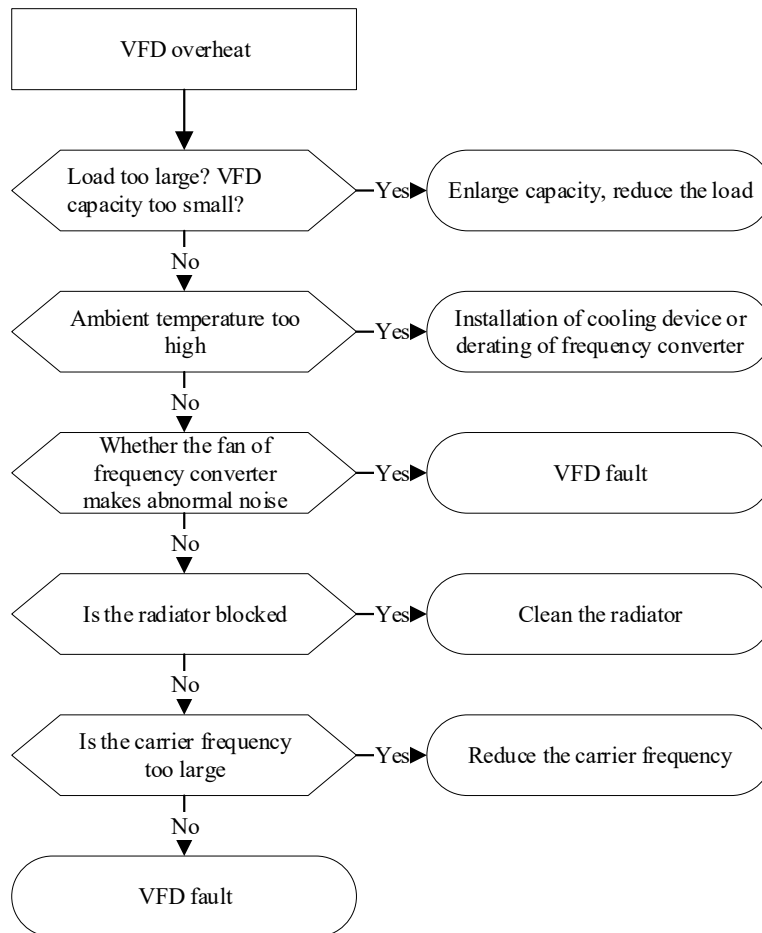 VFD overheat
Load too large? VFD
capacity too small?
Yes
Enlarge capacity, reduce the load
No
Ambient temperature too
high
Yes
Installation of cooling device or
derating of frequency converter
No
Whether the fan of
frequency converter
makes abnormal noise
Yes
VFD fault
No
Is the radiator blocked
Yes
Clean the radiator
No
Is the carrier frequency
too large
Yes
Reduce the carrier frequency
No
VFD fault